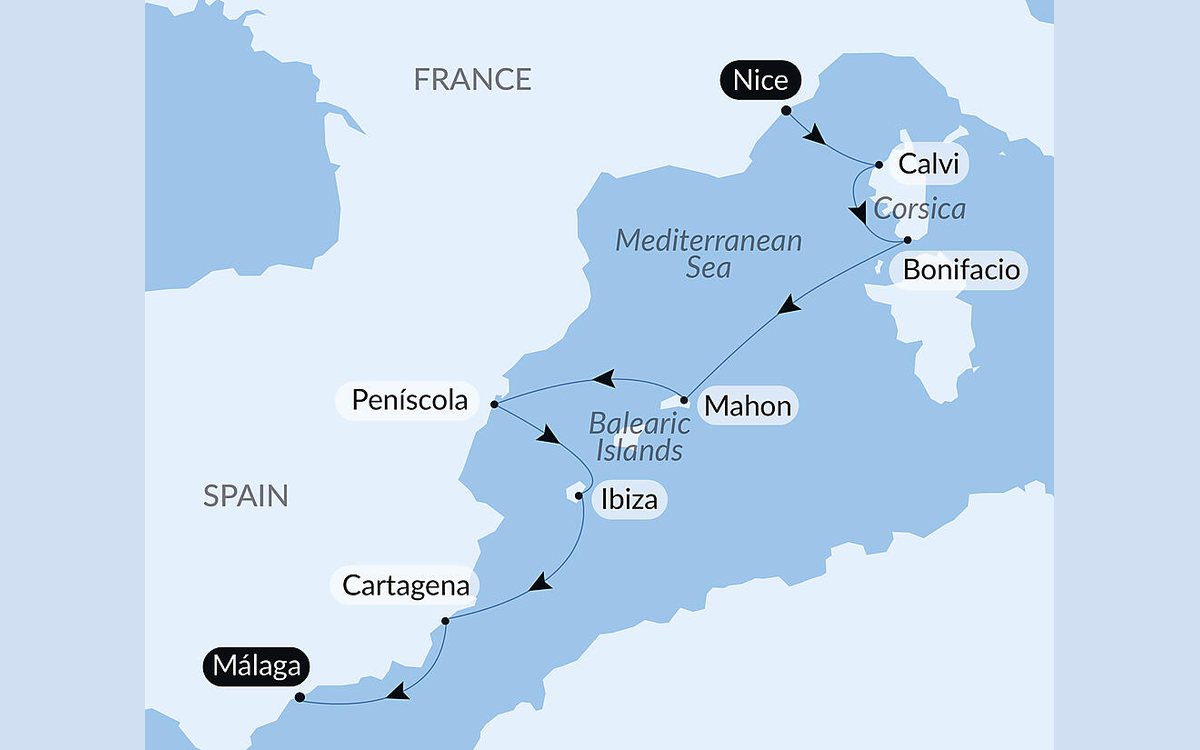 FRANCE
Nice
Calvi
Corsica
Mediterranean
Sea
Bonifacio
Peníscola
Mahon
Balearic
Islands
SPAIN
Ibiza
Cartagena
Málaga